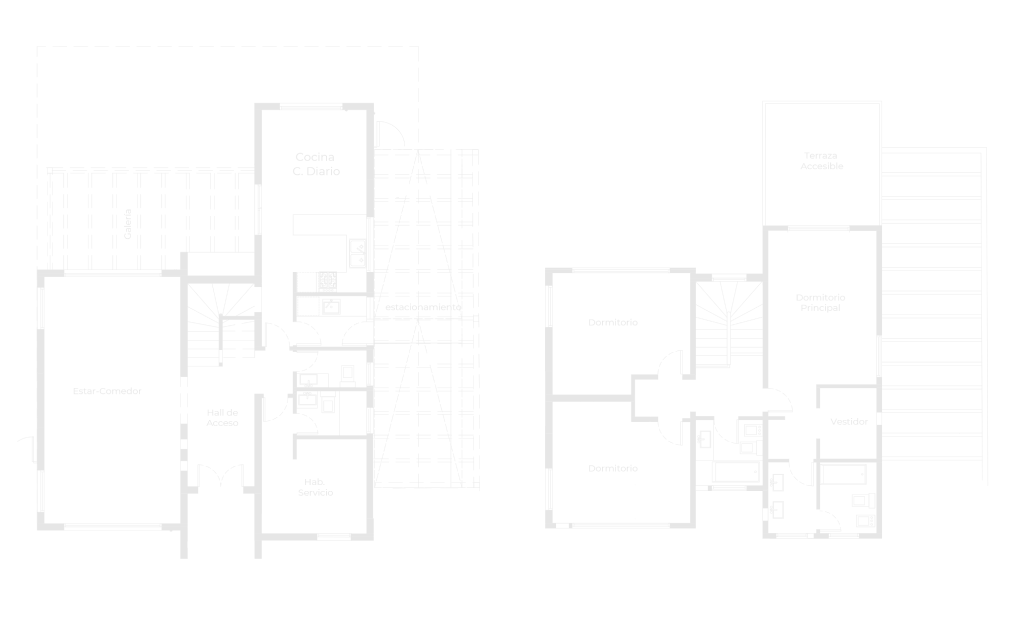 Cocina
C. Diario
Galería
estacionamiento
Estar-Comedor
Hall de
Acceso
Hab.
Servicio
Terraza
Accesible
Dormitorio
Principal
Dormitorio
Vestidor
Dormitorio